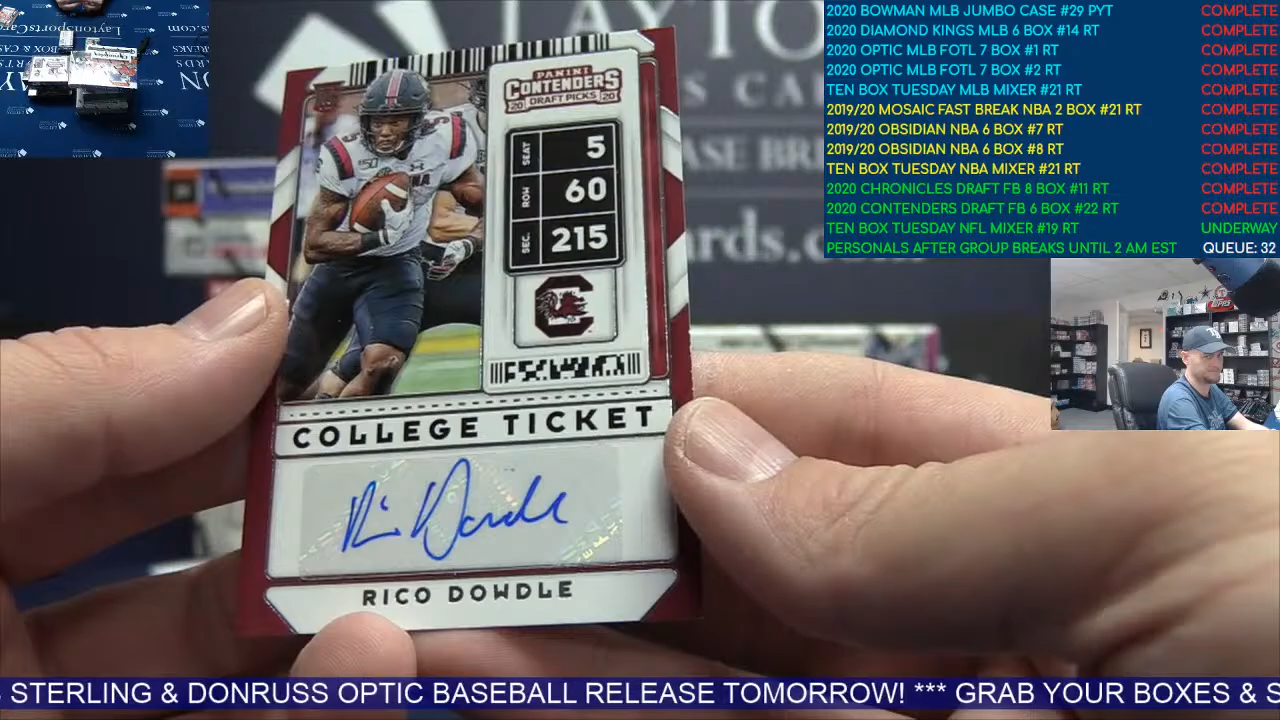 2020 BOWMAN MLB JUMBO CASE #29 PYT COMPLETE
2020 DIAMOND KINGS MLB 6 BOX #14 RT COMPLETE
2020 OPTIC MLB FOTL 7 BOX #1 RT COMPLETE
2020 OPTIC MLB FOTL 7 BOX #2 RT COMPLETE
TEN BOX TUESDAY MLB MIXER #21 RT COMPLETE
2019/20 MOSAIC FAST BREAK NBA 2 BOX #21 RT COMPLETE
2019/20 OBSIDIAN NBA 6 BOX #7 RT COMPLETE
2019/20 OBSIDIAN NBA 6 BOX #8 RT COMPLETE
TEN BOX TUESDAY NBA MIXER #21 RT COMPLETE
2020 CHRONICLES DRAFT FB 8 BOX #11 RT COMPLETE
2020 CONTENDERS DRAFT FB 6 BOX #22 RT COMPLETE
TEN BOX TUESDAY NFL MIXER #19 RT UNDERWAY
PERSONALS AFTER GROUP BREAKS UNTIL 2 AM EST QUEUE: 32
PANINI
CONTENDERS
20 DRAFT PICKS 20
SEAT 5
ROW 60
SEC. 215
C
COLLEGE TICKET
Rico Dowdle
RICO DOWDLE
STERLING & DONRUSS OPTIC BASEBALL RELEASE TOMORROW! *** GRAB YOUR BOXES & S